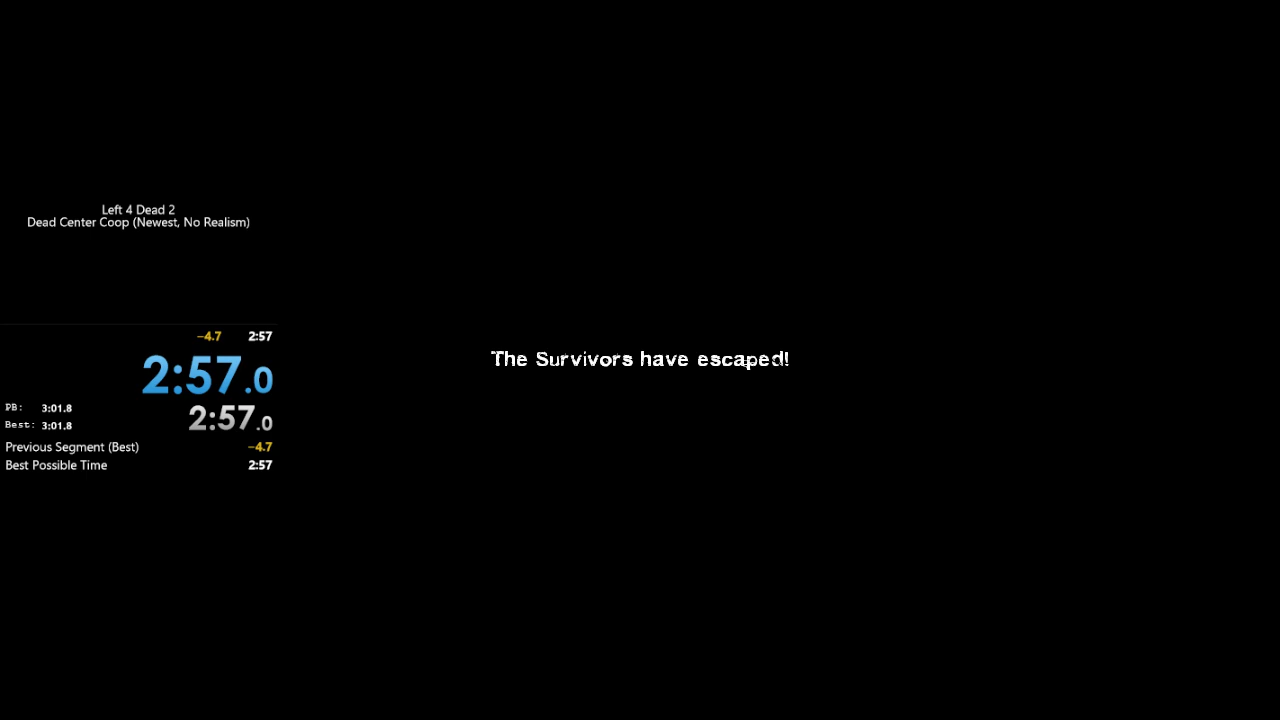 Left 4 Dead 2
Dead Center Coop (Newest, No Realism)
−4.7 2:57
2:57.0
PB: 3:01.8
2:57.0
Best: 3:01.8
Previous Segment (Best) −4.7
Best Possible Time 2:57
The Survivors have escaped!